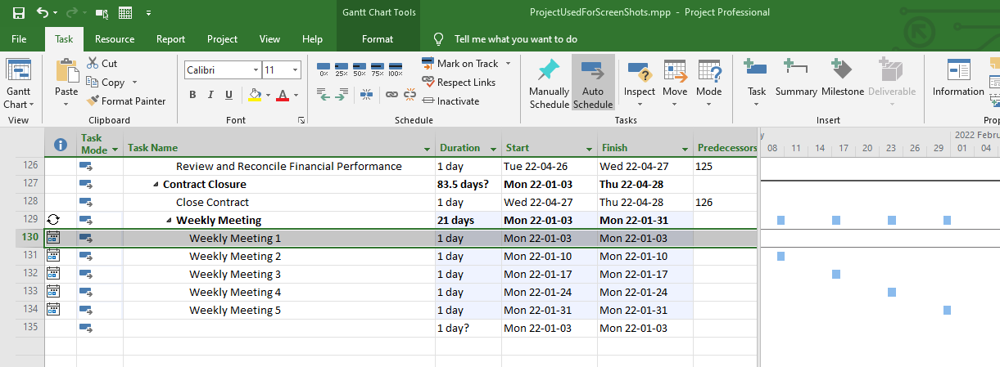 Gantt Chart Tools ProjectUsedForScreenShots.mpp - Project Professional
File Task Resource Report Project View Help Format Tell me what you want to do
Gantt Chart
View
Paste
Cut
Copy
Format Painter
Clipboard
Calibri 11
B I U A
Font
0% 25% 50% 75% 100%
Mark on Track
Respect Links
Inactivate
Schedule
Manually Schedule
Auto Schedule
Inspect
Move
Mode
Tasks
Task
Summary
Milestone
Deliverable
Insert
Information
Prop
Task Mode Task Name Duration Start Finish Predecessors
y 2022 Febru
08 11 14 17 20 23 26 29 01 04
126 Review and Reconcile Financial Performance 1 day Tue 22-04-26 Wed 22-04-27 125
127 Contract Closure 83.5 days? Mon 22-01-03 Thu 22-04-28
128 Close Contract 1 day Wed 22-04-27 Thu 22-04-28 126
129 Weekly Meeting 21 days Mon 22-01-03 Mon 22-01-31
130 Weekly Meeting 1 1 day Mon 22-01-03 Mon 22-01-03
131 Weekly Meeting 2 1 day Mon 22-01-10 Mon 22-01-10
132 Weekly Meeting 3 1 day Mon 22-01-17 Mon 22-01-17
133 Weekly Meeting 4 1 day Mon 22-01-24 Mon 22-01-24
134 Weekly Meeting 5 1 day Mon 22-01-31 Mon 22-01-31
135 1 day? Mon 22-01-03 Mon 22-01-03